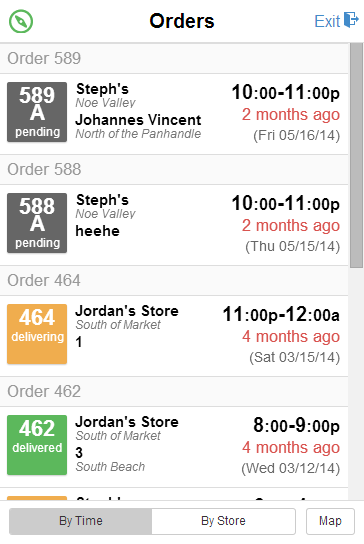 Orders
Exit
Order 589
589
A
pending
Steph's
Noe Valley
Johannes Vincent
North of the Panhandle
10:00-11:00p
2 months ago
(Fri 05/16/14)
Order 588
588
A
pending
Steph's
Noe Valley
heehe
10:00-11:00p
2 months ago
(Thu 05/15/14)
Order 464
464
delivering
Jordan's Store
South of Market
1
11:00p-12:00a
4 months ago
(Sat 03/15/14)
Order 462
462
delivered
Jordan's Store
South of Market
3
South Beach
8:00-9:00p
4 months ago
(Wed 03/12/14)
By Time
By Store
Map